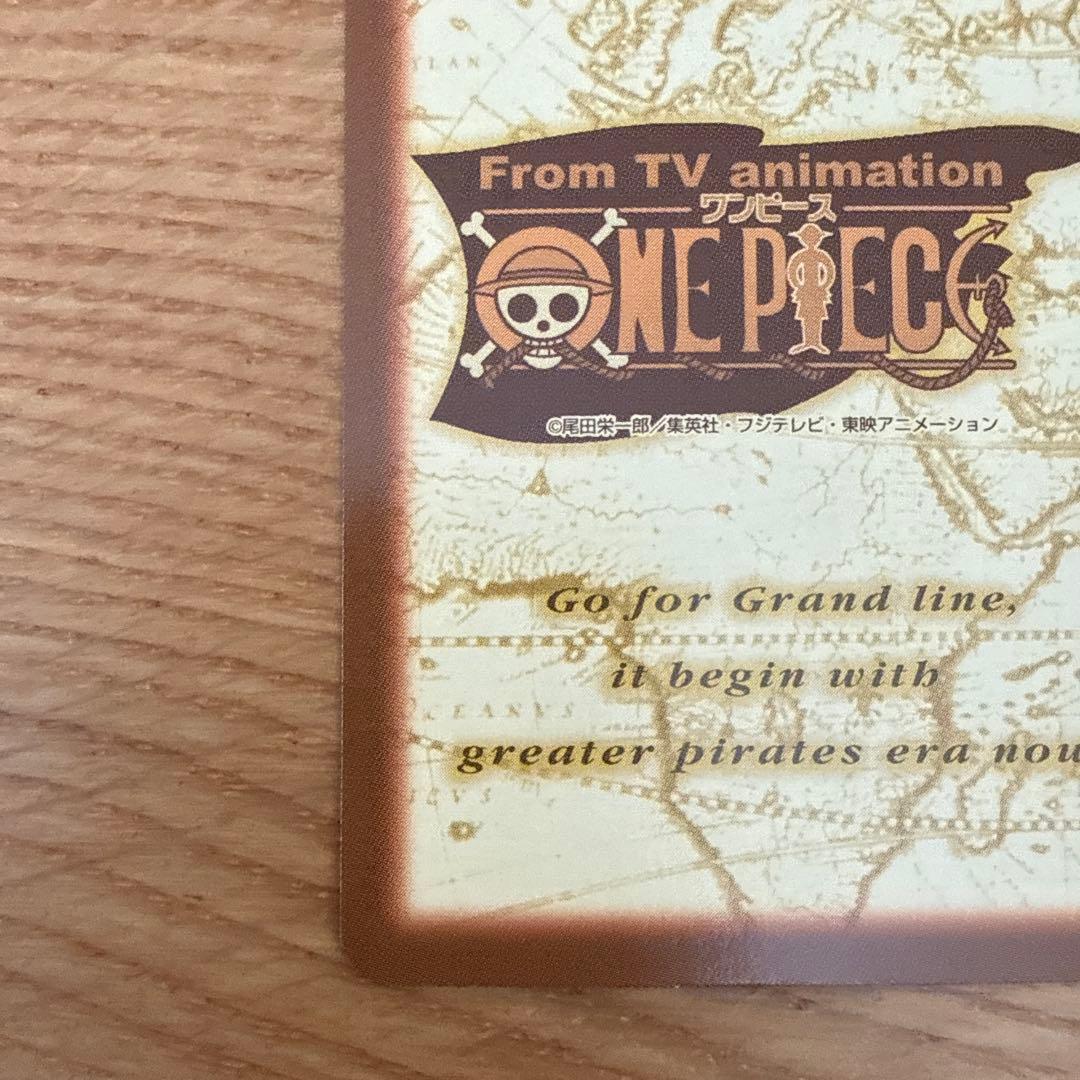 From TV animation
ワンピース
ONE PIECE
©尾田栄一郎/集英社・フジテレビ・東映アニメーション
Go for Grand line,
it begin with
greater pirates era now